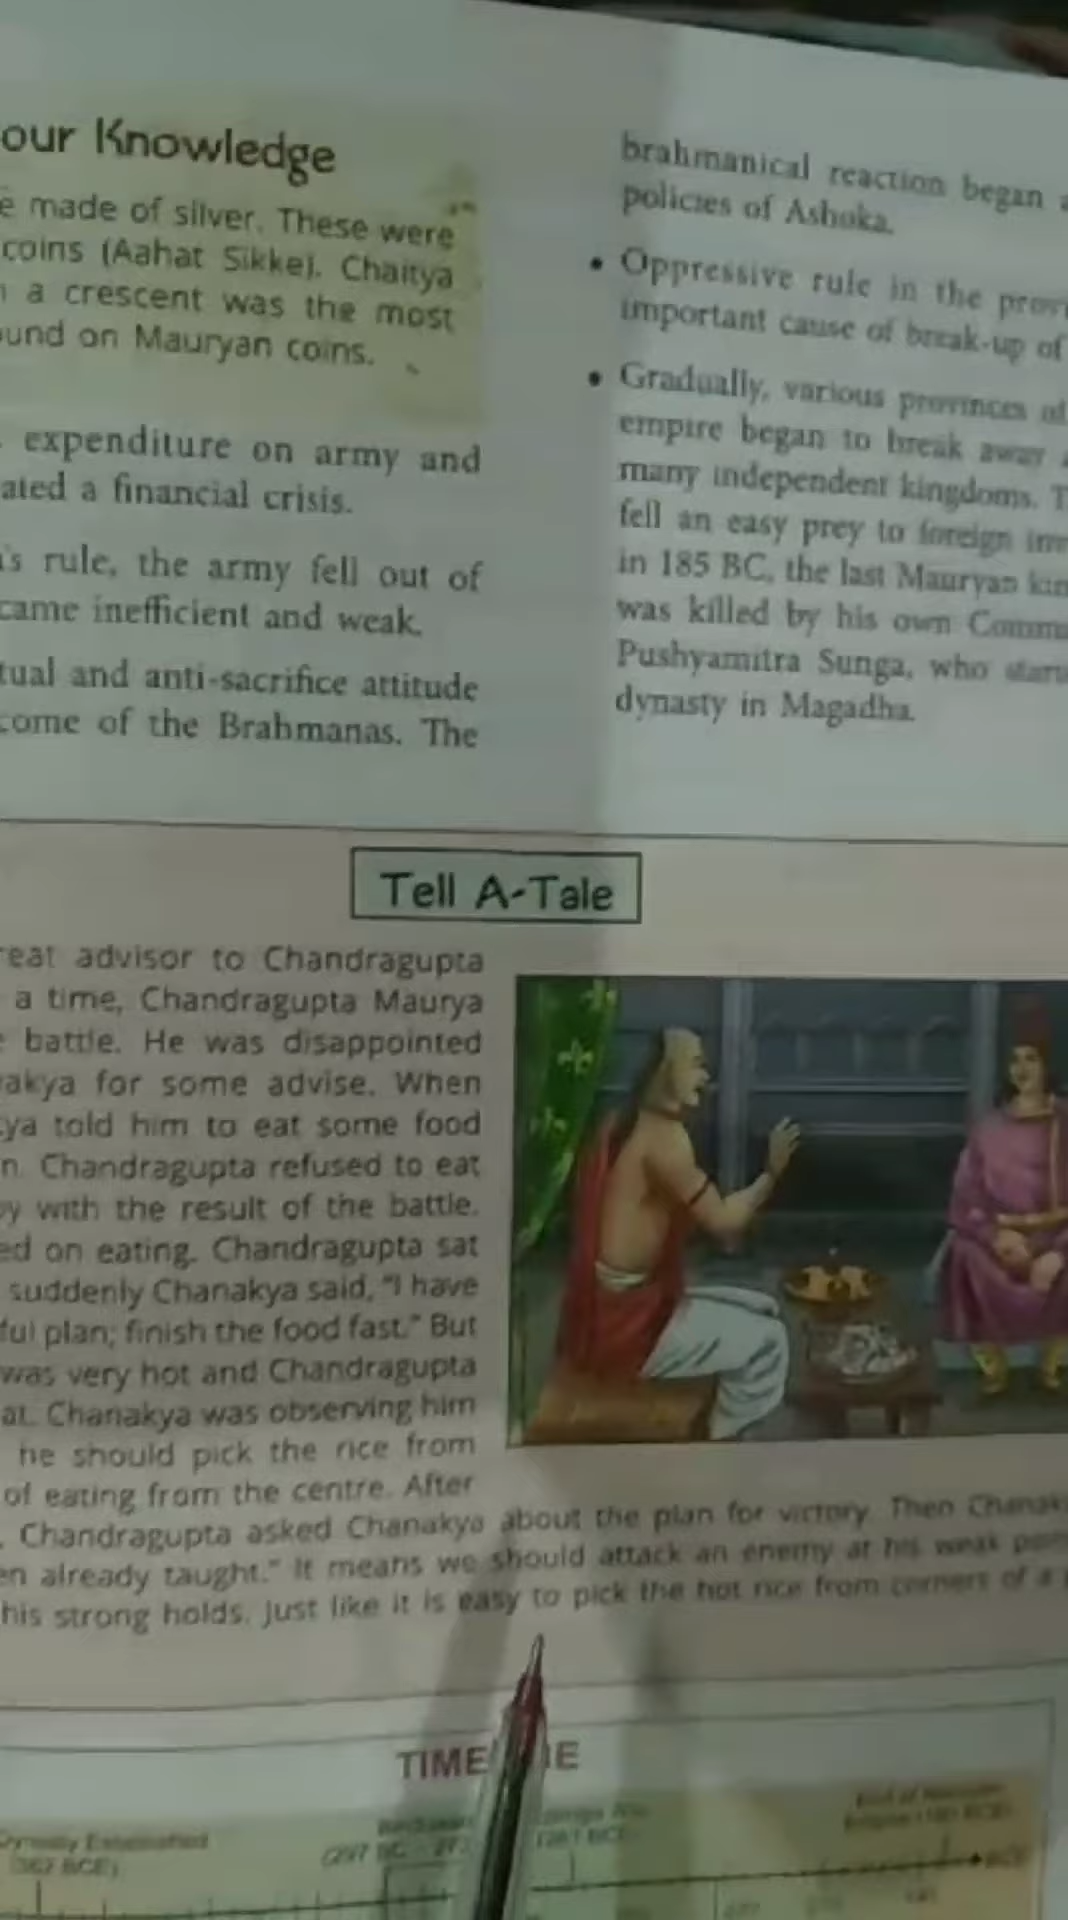 our Knowledge
e made of silver. These were
coins (Aahat Sikke). Chaitya
a crescent was the most
und on Mauryan coins.
expenditure on army and
ated a financial crisis.
's rule, the army fell out of
came inefficient and weak.
tual and anti-sacrifice attitude
come of the Brahmanas. The
brahmanical reaction began a
policies of Ashoka.
• Oppressive rule in the prov
important cause of break-up of
• Gradually, various provinces of
empire began to break away
many independent kingdoms. T
fell an easy prey to foreign inv
in 185 BC, the last Mauryan kin
was killed by his own Comm
Pushyamitra Sunga, who start
dynasty in Magadha.
Tell A-Tale
reat advisor to Chandragupta
a time, Chandragupta Maurya
e battle. He was disappointed
akya for some advise. When
ya told him to eat some food
n. Chandragupta refused to eat
y with the result of the battle.
ed on eating. Chandragupta sat
suddenly Chanakya said, "I have
ful plan; finish the food fast." But
was very hot and Chandragupta
at. Chanakya was observing him
he should pick the rice from
of eating from the centre. After
. Chandragupta asked Chanakya about the plan for victory. Then Chanak
en already taught." It means we should attack an enemy at his weak poin
his strong holds. Just like it is easy to pick the hot rice from corners of a
TIME E
Established